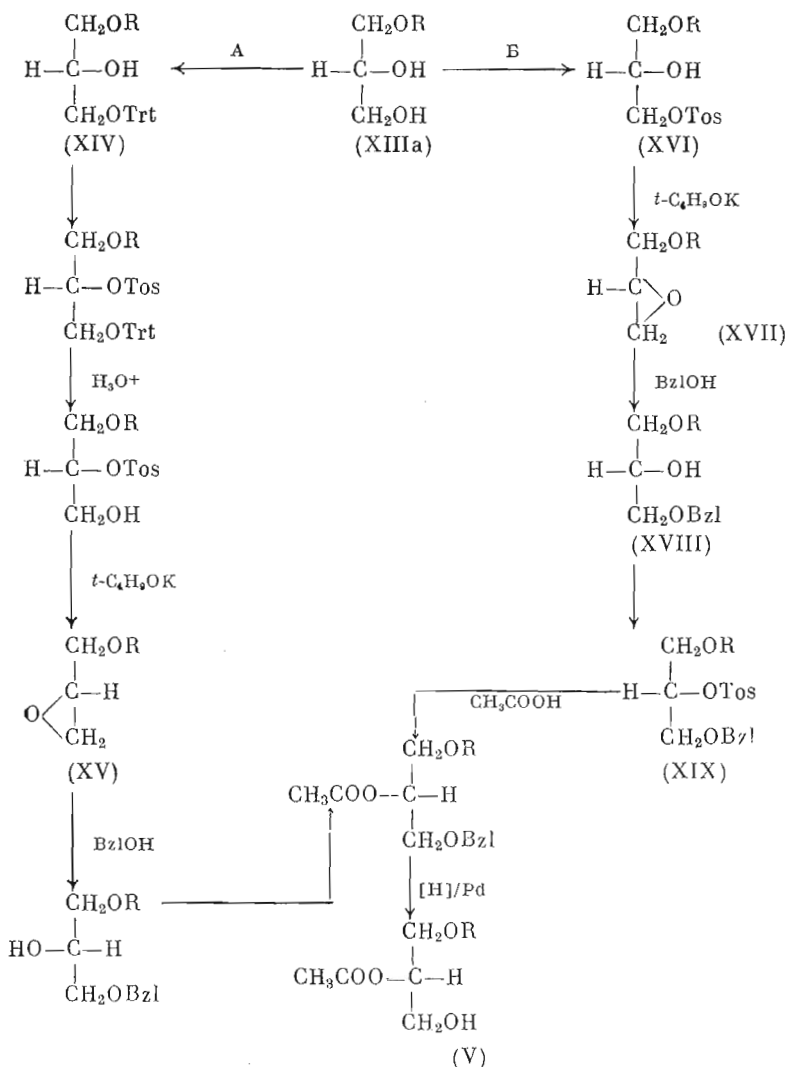 CH₂OR CH₂OR CH₂OR
H—C—OH А H—C—OH Б H—C—OH
CH₂OTrt CH₂OH CH₂OTos
(XIV) (XIIIa) (XVI)
t-C₄H₉OK
CH₂OR CH₂OR
H—C—OTos H—C O
CH₂OTrt CH₂ (XVII)
H₃O+ BzlOH
CH₂OR CH₂OR
H—C—OTos H—C—OH
CH₂OH CH₂OBzl
(XVIII)
t-C₄H₉OK
CH₂OR CH₂OR
O C—H CH₃COOH H—C—OTos
CH₂ CH₂OR CH₂OBzl
(XV) (XIX)
CH₃COO—C—H
BzlOH CH₂OBzl
[H]/Pd
CH₂OR CH₂OR
HO—C—H CH₃COO—C—H
CH₂OBzl CH₂OH
(V)